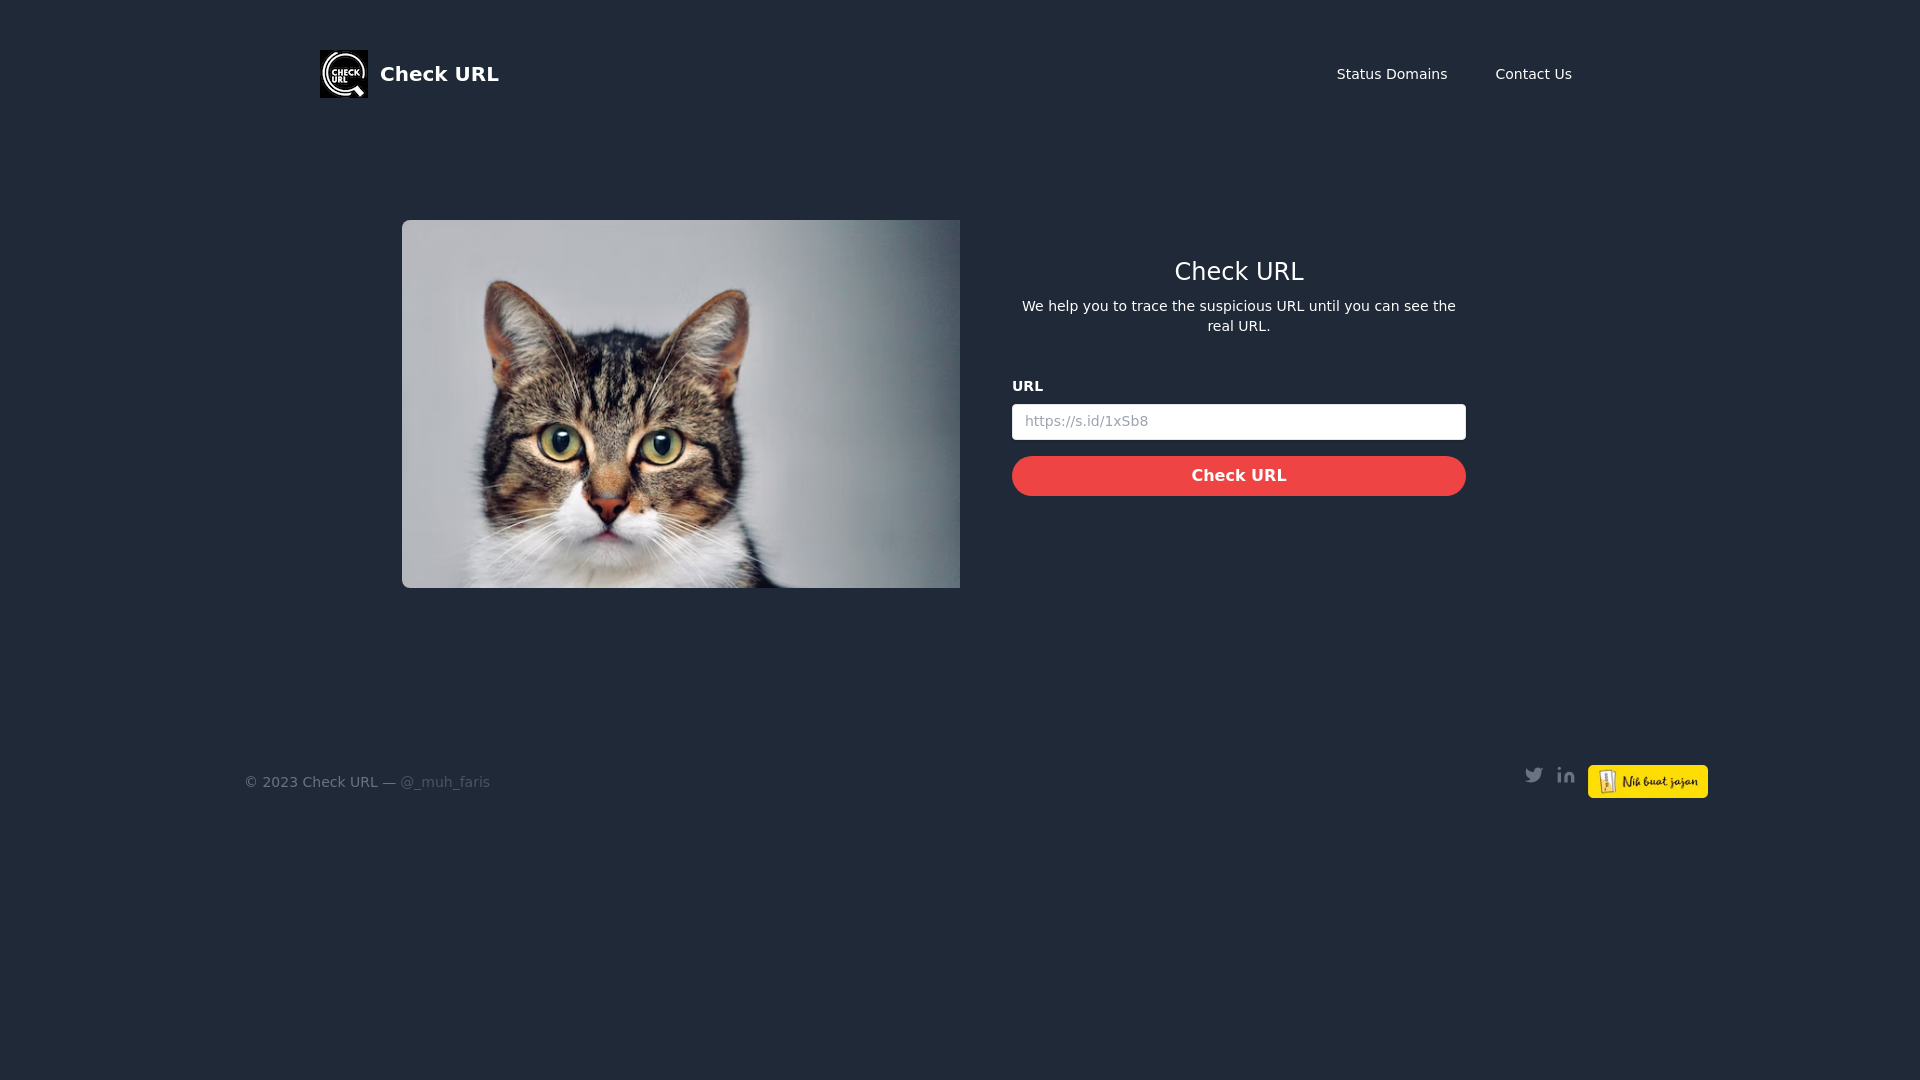 CHECK
URL
Check URL
Status Domains
Contact Us
Check URL
We help you to trace the suspicious URL until you can see the
real URL.
URL
https://s.id/1xSb8
Check URL
© 2023 Check URL — @_muh_faris
Nih buat jajan